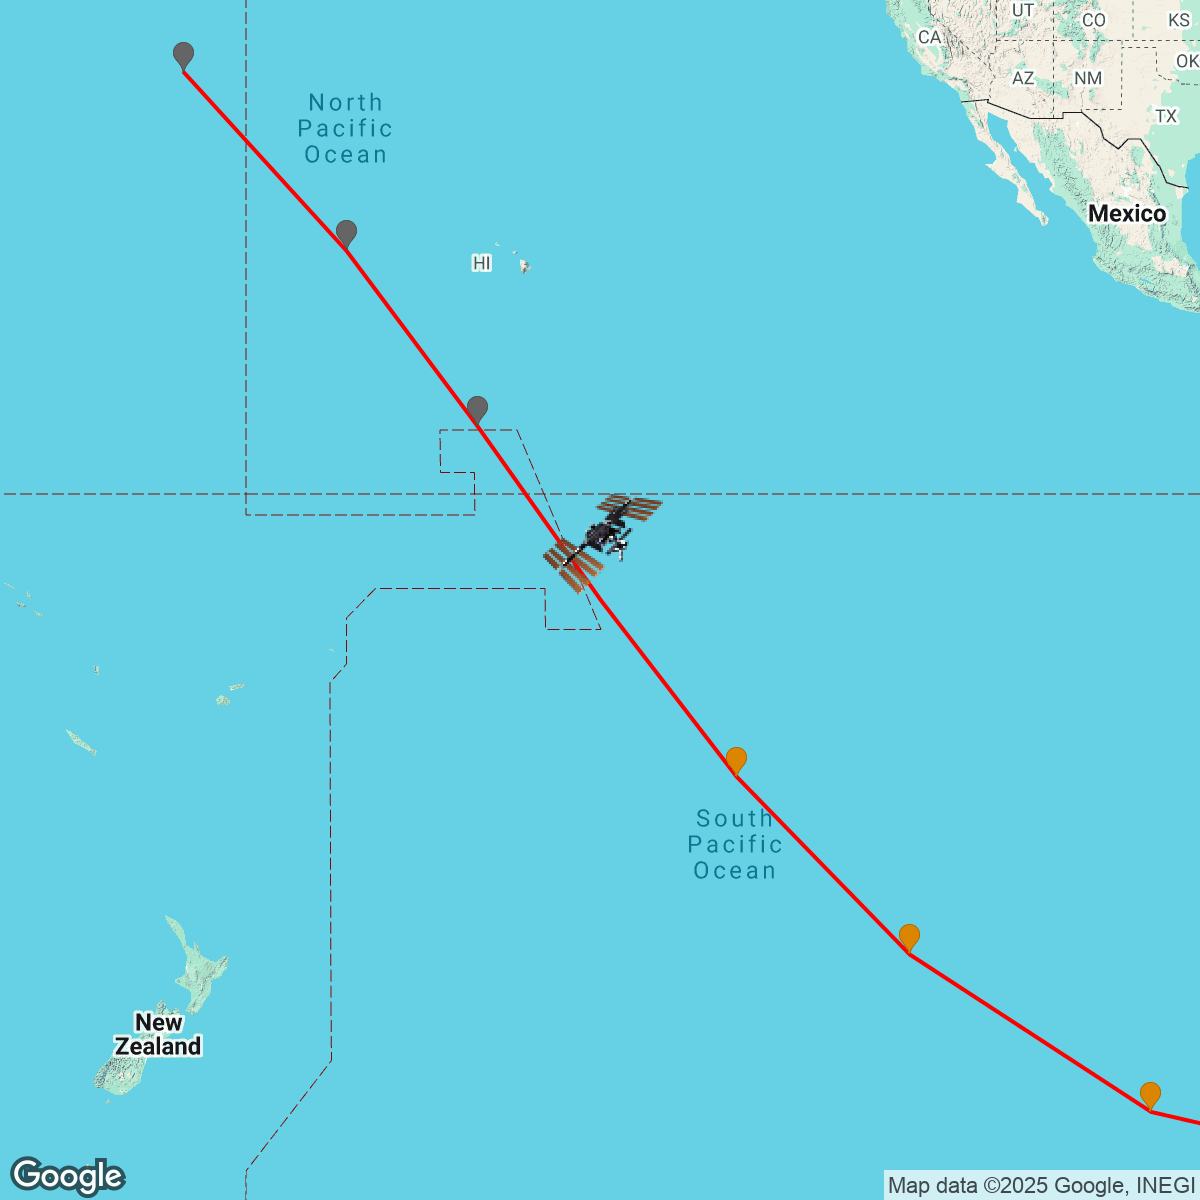 UT
CO
KS
CA
OK
AZ
NM
North
Pacific
Ocean
TX
Mexico
HI
South
Pacific
Ocean
New
Zealand
Google
Map data ©2025 Google, INEGI